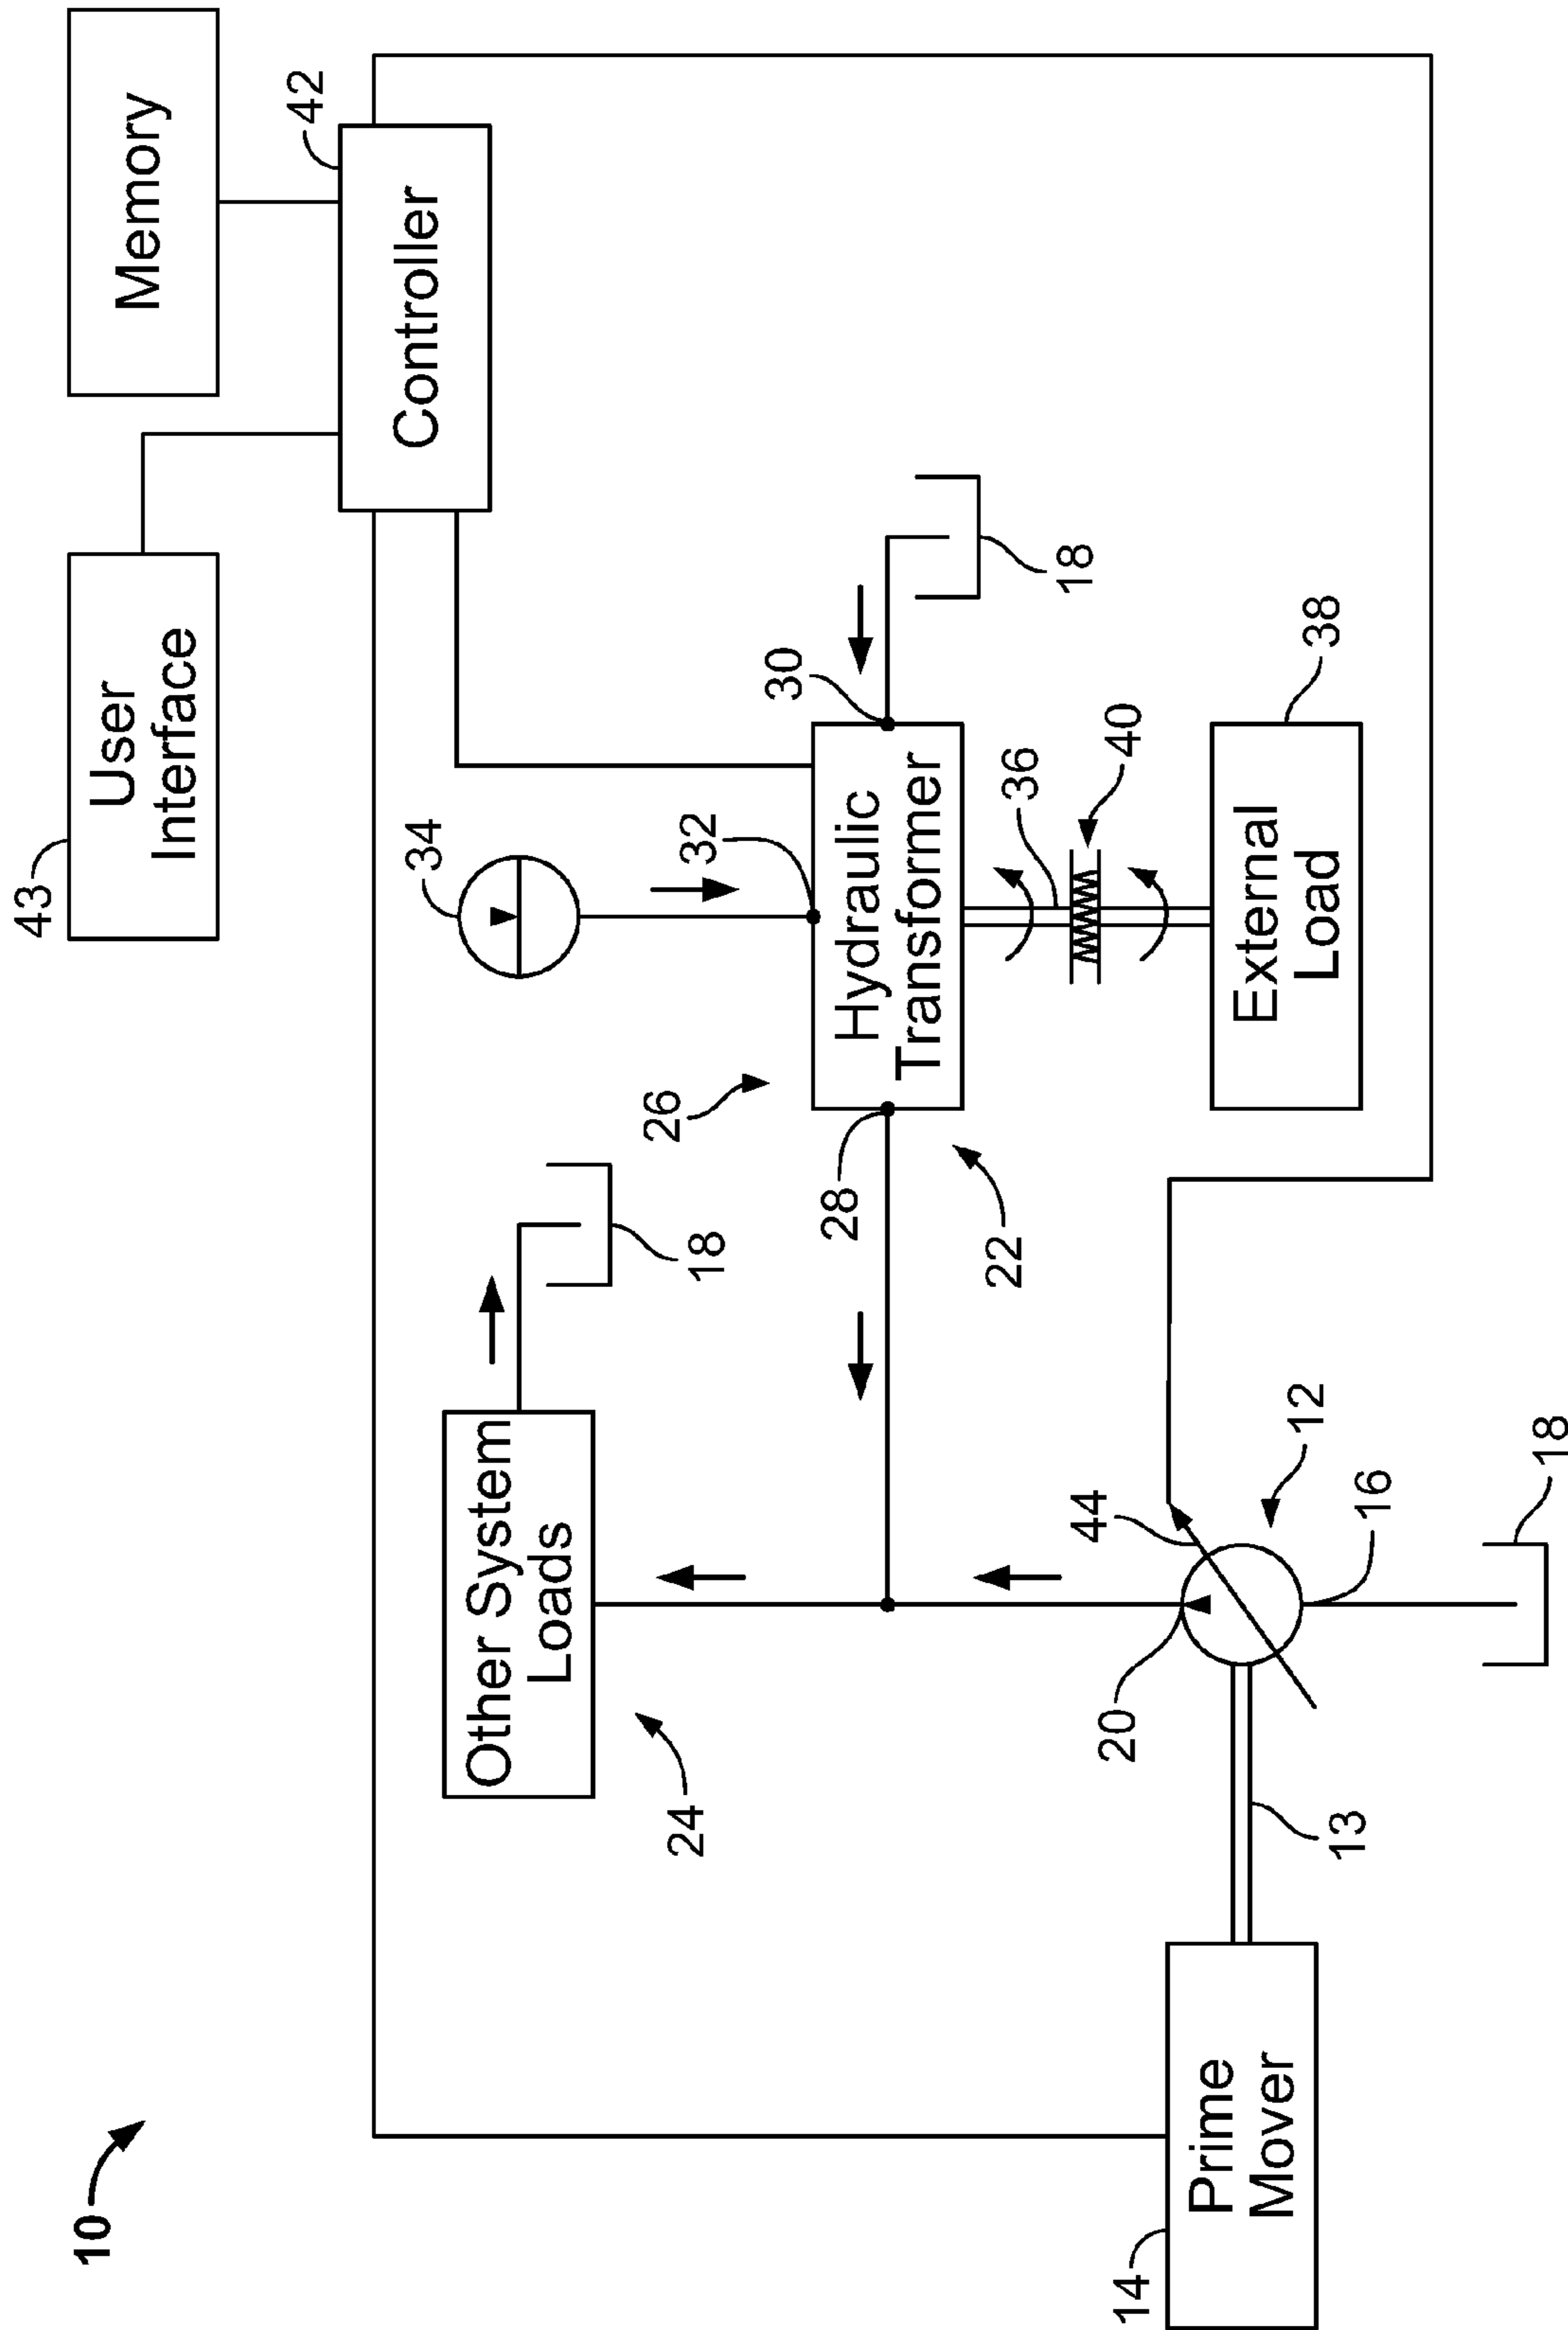 10
43
User
Interface
Memory
42
Controller
34
Other System
Loads
24
18
26
32
30
28
Hydraulic
Transformer
22
36
40
18
14
Prime
Mover
20
44
12
External
Load
38
13
16
18